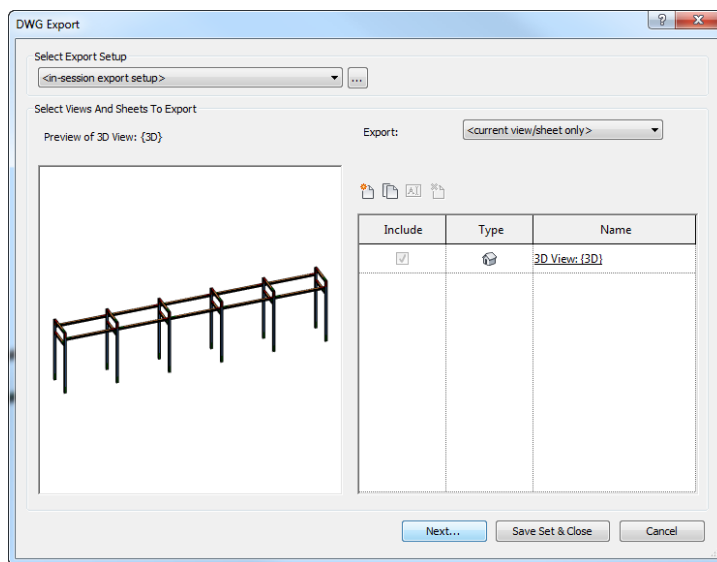 DWG Export
Select Export Setup
<in-session export setup>
...
Select Views And Sheets To Export
Preview of 3D View: {3D}
Export:
<current view/sheet only>
Include
Type
Name
3D View: {3D}
Next...
Save Set & Close
Cancel